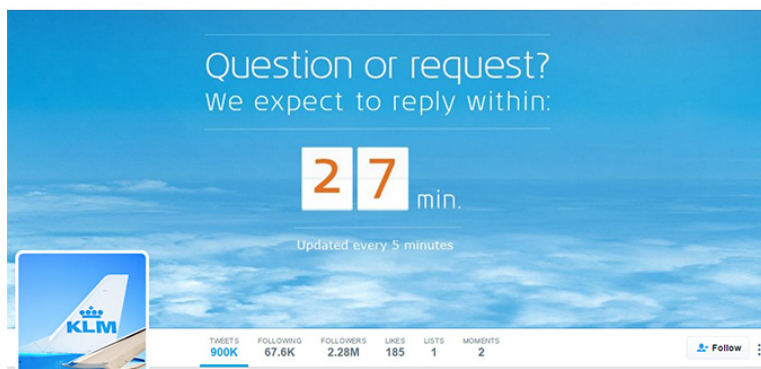 Question or request?
We expect to reply within:
27 min.
Updated every 5 minutes
KLM
TWEETS FOLLOWING FOLLOWERS LIKES LISTS MOMENTS
900K 67.6K 2.28M 185 1 2
Follow